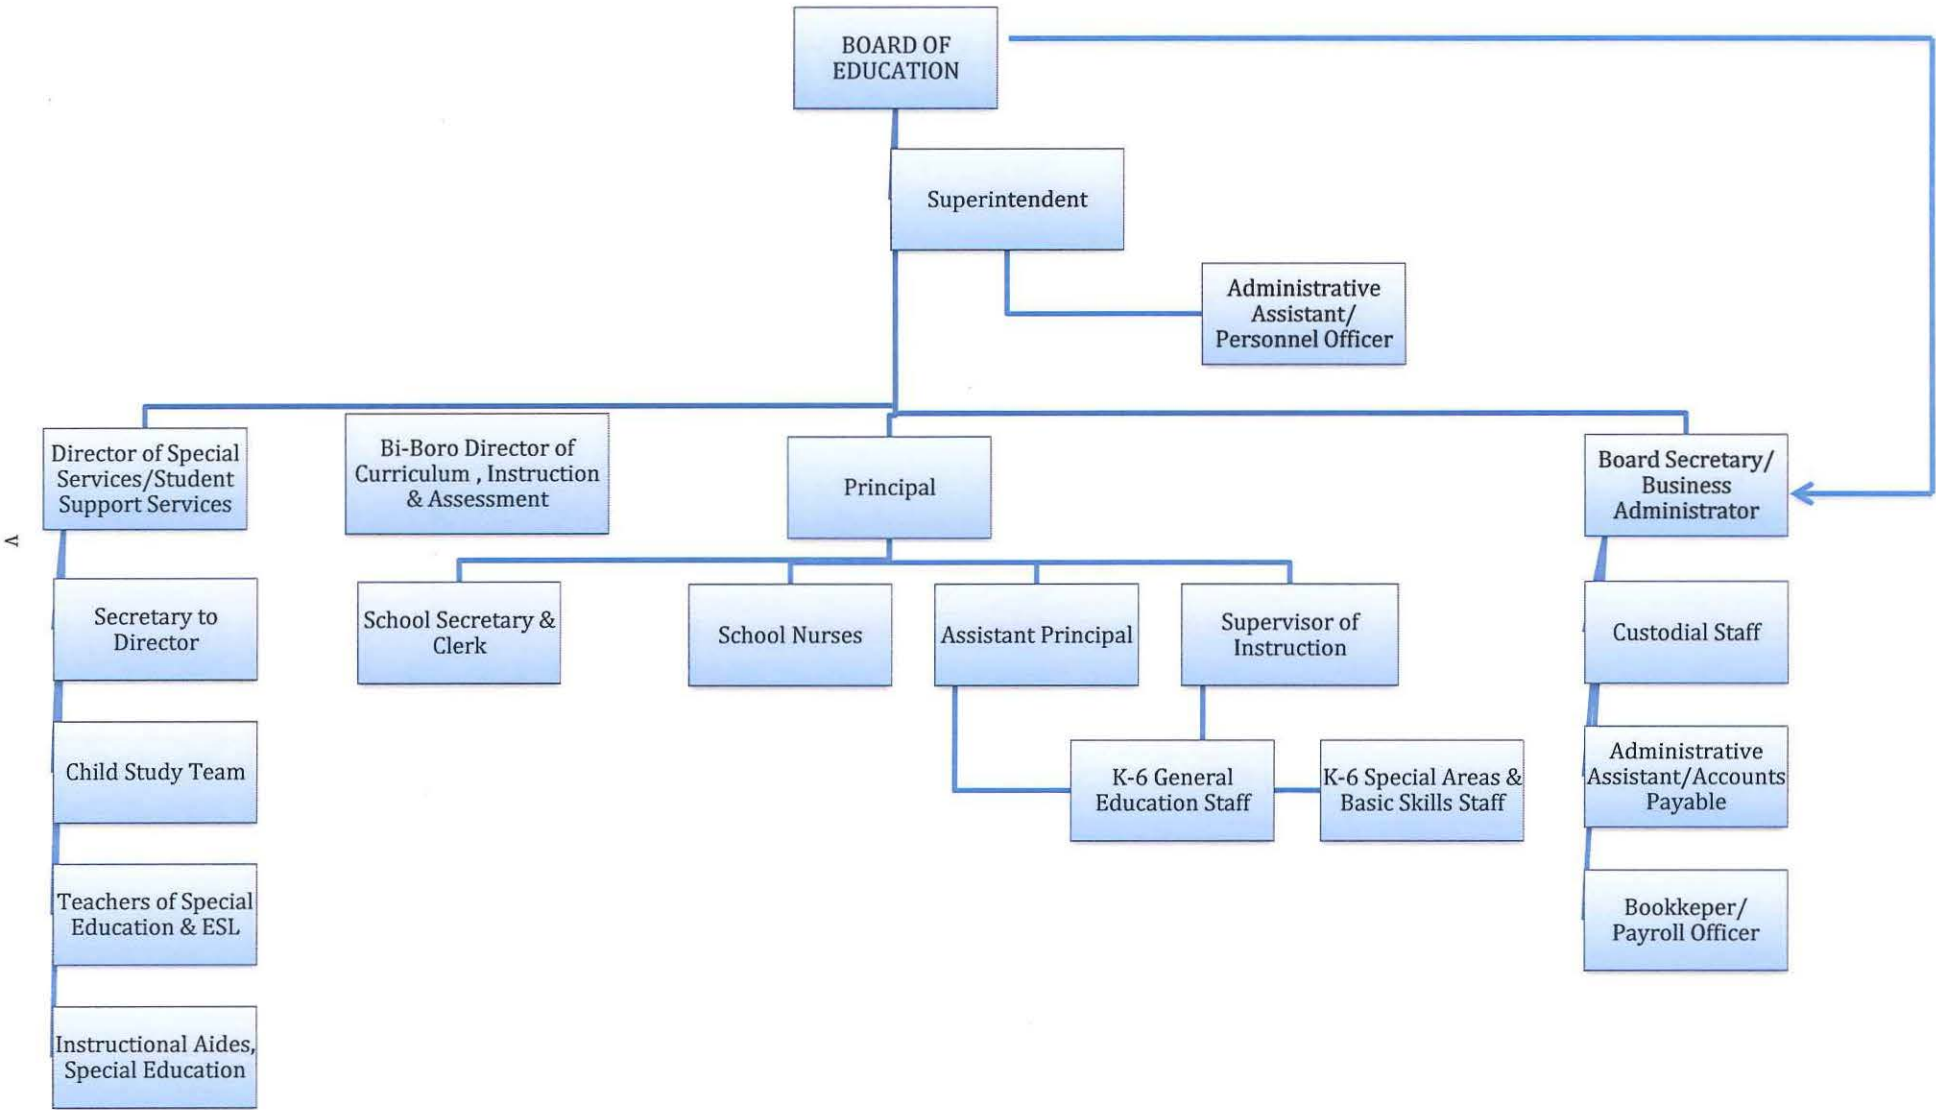 BOARD OF
EDUCATION
Superintendent
Administrative
Assistant/
Personnel Officer
Director of Special
Services/Student
Support Services
Bi-Boro Director of
Curriculum , Instruction
& Assessment
Principal
Board Secretary/
Business
Administrator
v
Secretary to
Director
School Secretary &
Clerk
School Nurses
Assistant Principal
Supervisor of
Instruction
Custodial Staff
Child Study Team
K-6 General
Education Staff
K-6 Special Areas &
Basic Skills Staff
Administrative
Assistant/Accounts
Payable
Teachers of Special
Education & ESL
Bookkeper/
Payroll Officer
Instructional Aides,
Special Education